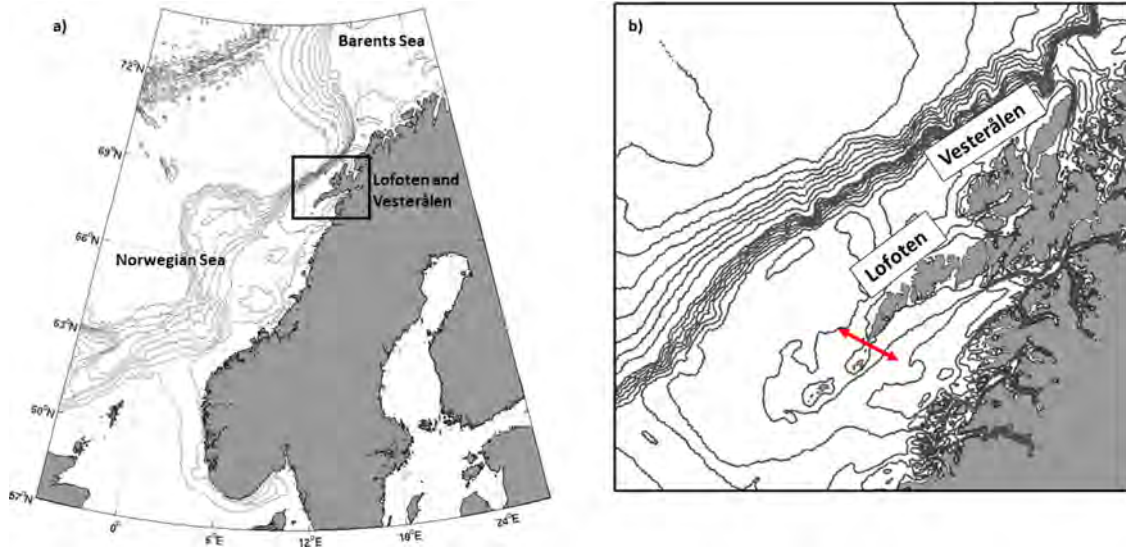 a)
Barents Sea
72°N
69°N
Lofoten and
Vesterålen
66°N
Norwegian Sea
63°N
60°N
57°N
0°
6°E
12°E
18°E
24°E
b)
Vesterålen
Lofoten